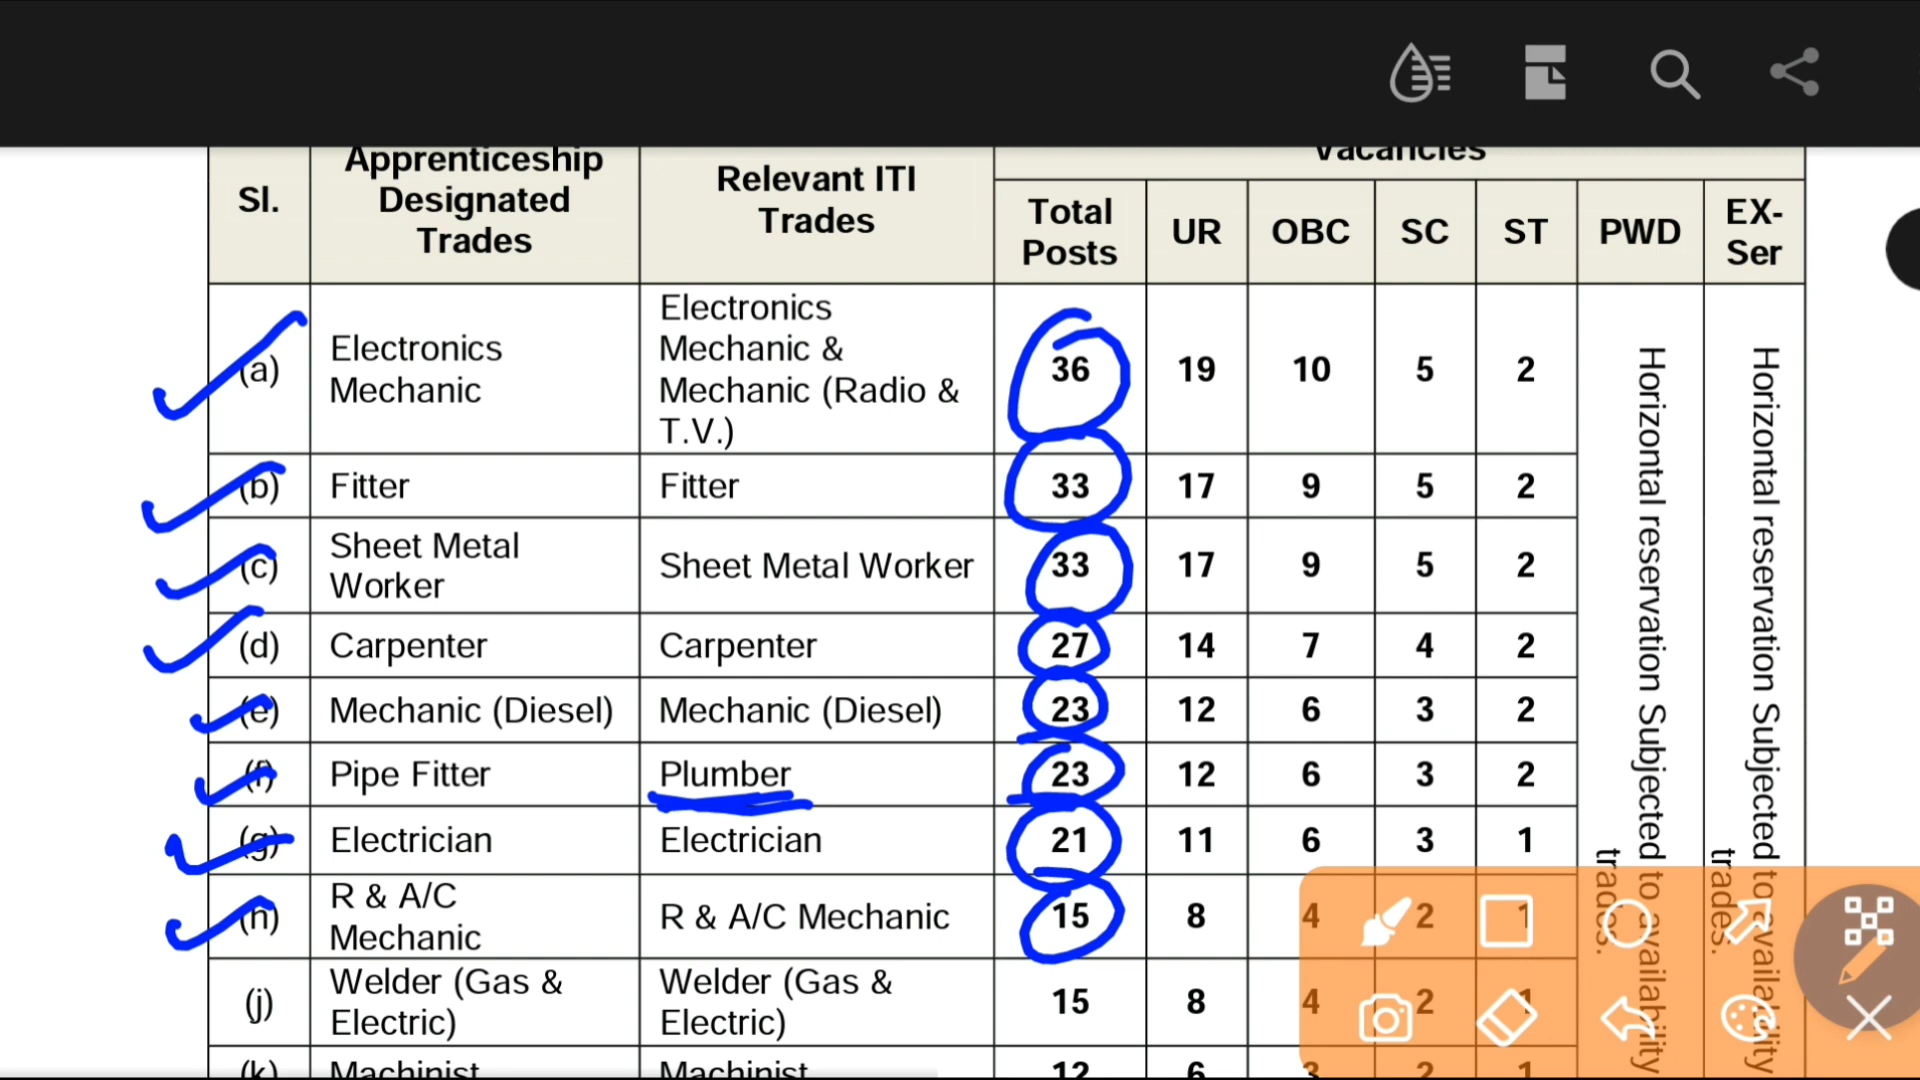 Vacancies
Sl.
Apprenticeship
Designated
Trades
Relevant ITI
Trades
Total
Posts
UR
OBC
SC
ST
PWD
EX-
Ser
(a)
Electronics
Mechanic
Electronics
Mechanic &
Mechanic (Radio &
T.V.)
36 19 10 5 2
(b) Fitter Fitter 33 17 9 5 2
(c)
Sheet Metal
Worker
Sheet Metal Worker 33 17 9 5 2
(d) Carpenter Carpenter 27 14 7 4 2
(e) Mechanic (Diesel) Mechanic (Diesel) 23 12 6 3 2
(f) Pipe Fitter Plumber 23 12 6 3 2
(g) Electrician Electrician 21 11 6 3 1
(h)
R & A/C
Mechanic
R & A/C Mechanic 15 8 4 2 1
(j)
Welder (Gas &
Electric)
Welder (Gas &
Electric)
15 8 4 2 1
(k) Machinist Machinist 12 6 3 2 1
Horizontal reservation Subjected to availability
trades.
Horizontal reservation Subjected to availability
trades.